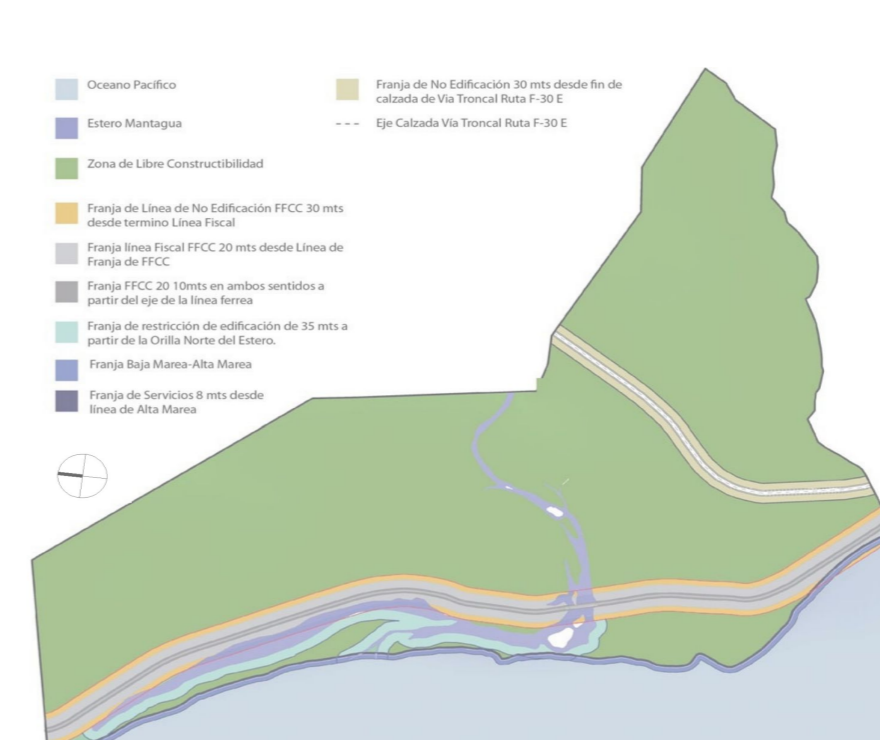 Oceano Pacífico
Estero Mantagua
Zona de Libre Constructibilidad
Franja de Línea de No Edificación FFCC 30 mts
desde termino Línea Fiscal
Franja línea Fiscal FFCC 20 mts desde Línea de
Franja de FFCC
Franja FFCC 20 10mts en ambos sentidos a
partir del eje de la línea ferrea
Franja de restricción de edificación de 35 mts a
partir de la Orilla Norte del Estero.
Franja Baja Marea-Alta Marea
Franja de Servicios 8 mts desde
línea de Alta Marea
Franja de No Edificación 30 mts desde fin de
calzada de Via Troncal Ruta F-30 E
Eje Calzada Vía Troncal Ruta F-30 E